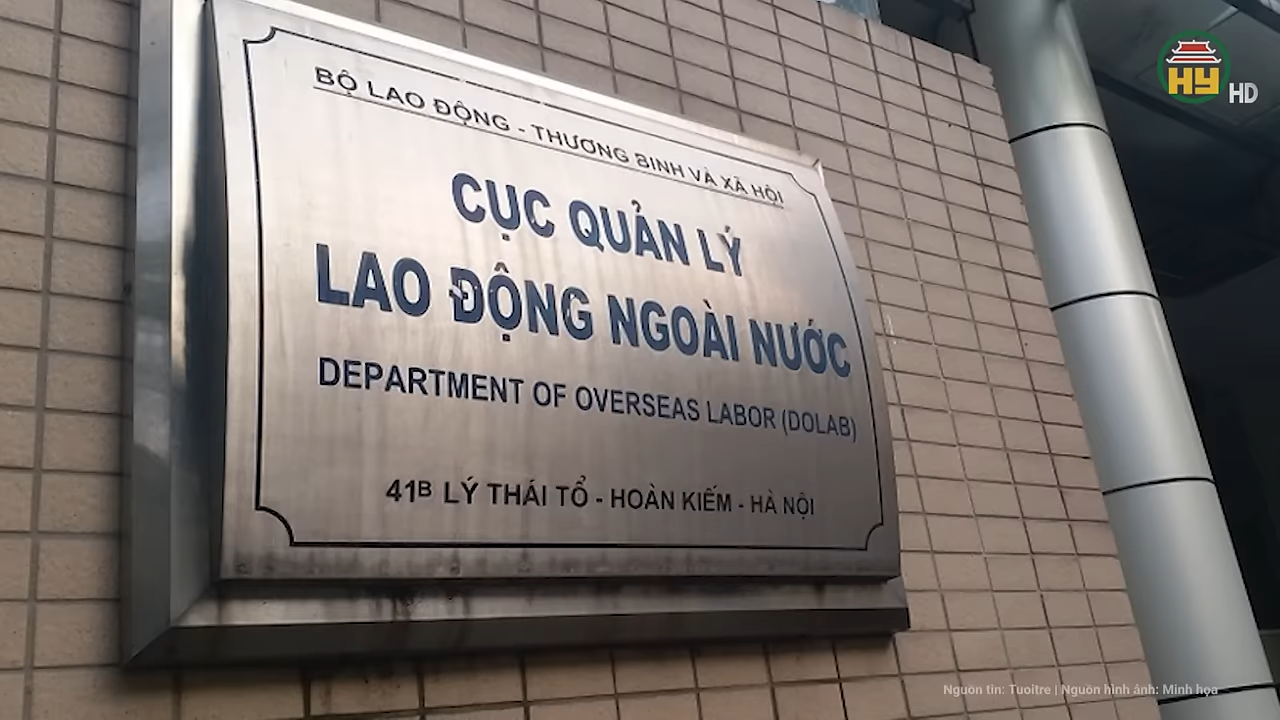 BỘ LAO ĐỘNG - THƯƠNG BINH VÀ XÃ HỘI
CỤC QUẢN LÝ
LAO ĐỘNG NGOÀI NƯỚC
DEPARTMENT OF OVERSEAS LABOR (DOLAB)
41B LÝ THÁI TỔ - HOÀN KIẾM - HÀ NỘI
HY HD
Nguồn tin: Tuoitre | Nguồn hình ảnh: Minh họa